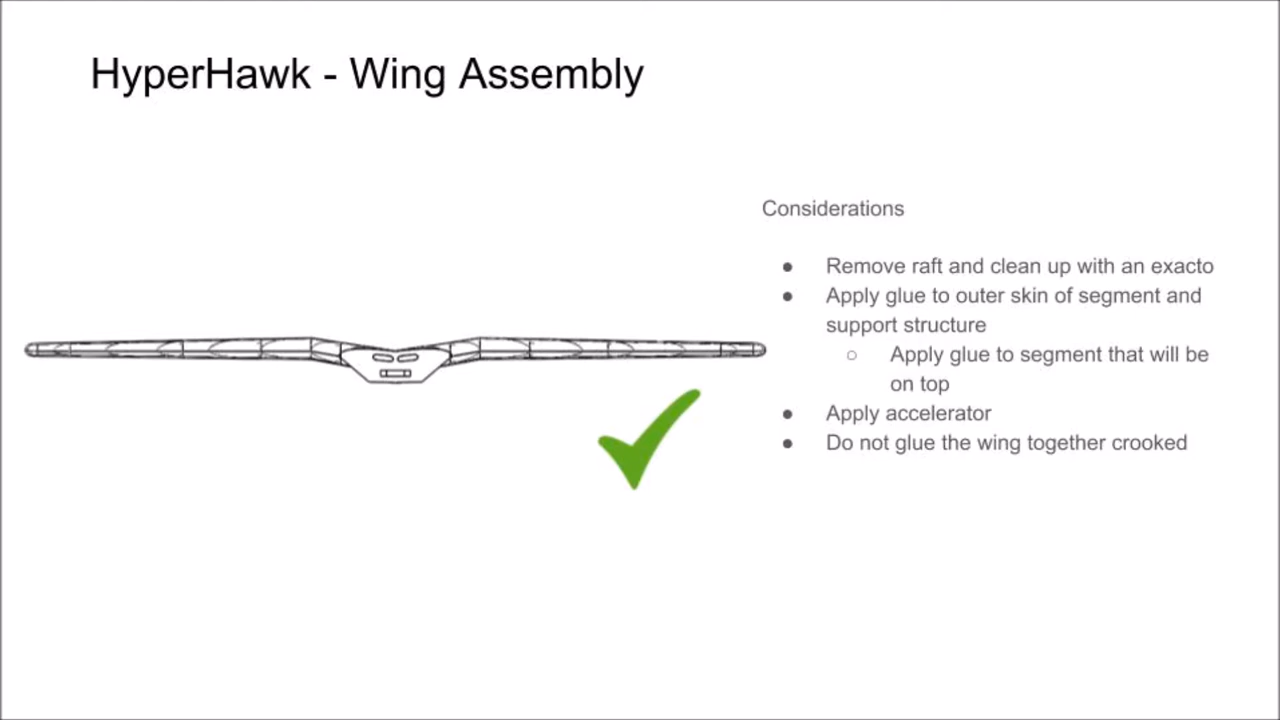 HyperHawk - Wing Assembly
Considerations
● Remove raft and clean up with an exacto
● Apply glue to outer skin of segment and
support structure
○ Apply glue to segment that will be
on top
● Apply accelerator
● Do not glue the wing together crooked